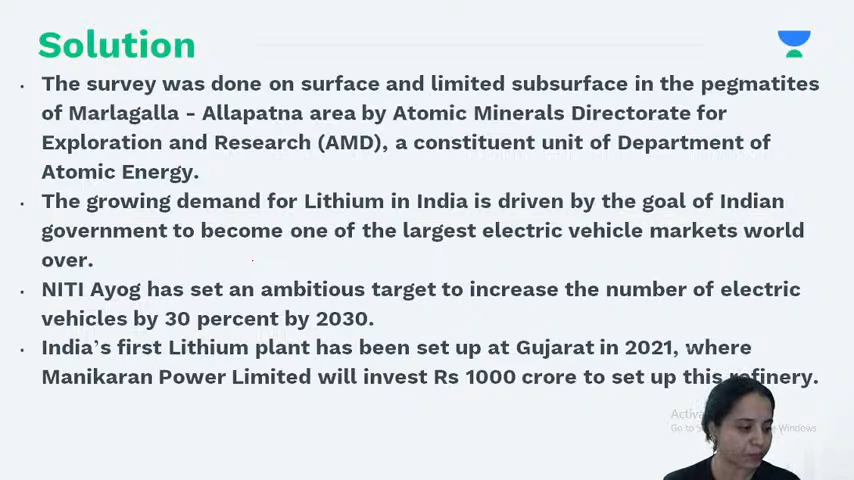 Solution
• The survey was done on surface and limited subsurface in the pegmatites
of Marlagalla - Allapatna area by Atomic Minerals Directorate for
Exploration and Research (AMD), a constituent unit of Department of
Atomic Energy.
• The growing demand for Lithium in India is driven by the goal of Indian
government to become one of the largest electric vehicle markets world
over.
• NITI Ayog has set an ambitious target to increase the number of electric
vehicles by 30 percent by 2030.
• India’s first Lithium plant has been set up at Gujarat in 2021, where
Manikaran Power Limited will invest Rs 1000 crore to set up this refinery.
Activa
Go to S Windows